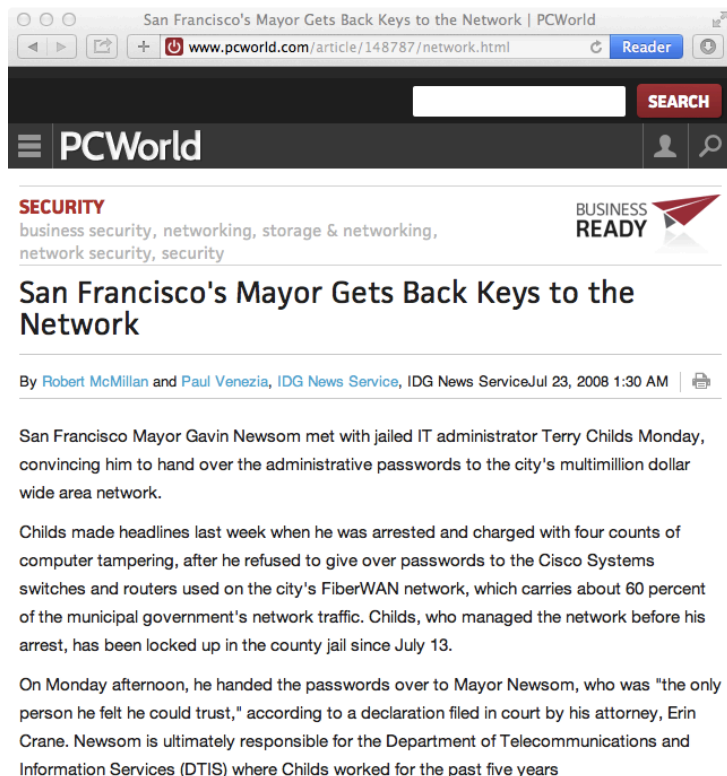 San Francisco's Mayor Gets Back Keys to the Network | PCWorld
www.pcworld.com/article/148787/network.html
Reader
SEARCH
PCWorld
SECURITY
business security, networking, storage & networking,
network security, security
BUSINESS
READY
San Francisco's Mayor Gets Back Keys to the
Network
By Robert McMillan and Paul Venezia, IDG News Service, IDG News ServiceJul 23, 2008 1:30 AM
San Francisco Mayor Gavin Newsom met with jailed IT administrator Terry Childs Monday,
convincing him to hand over the administrative passwords to the city's multimillion dollar
wide area network.
Childs made headlines last week when he was arrested and charged with four counts of
computer tampering, after he refused to give over passwords to the Cisco Systems
switches and routers used on the city's FiberWAN network, which carries about 60 percent
of the municipal government's network traffic. Childs, who managed the network before his
arrest, has been locked up in the county jail since July 13.
On Monday afternoon, he handed the passwords over to Mayor Newsom, who was "the only
person he felt he could trust," according to a declaration filed in court by his attorney, Erin
Crane. Newsom is ultimately responsible for the Department of Telecommunications and
Information Services (DTIS) where Childs worked for the past five years